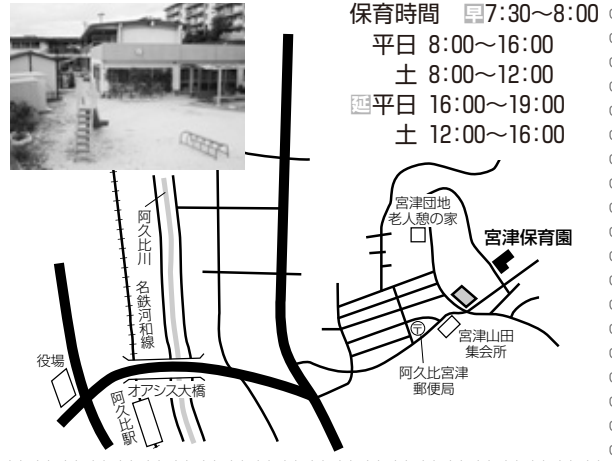 保育時間 早7:30～8:00
平日 8:00～16:00
土 8:00～12:00
延平日 16:00～19:00
土 12:00～16:00
宮津団地
老人憩の家
宮津保育園
阿久比川
名鉄河和線
宮津山田
集会所
〒
阿久比宮津
郵便局
役場
オアシス大橋
阿久比駅